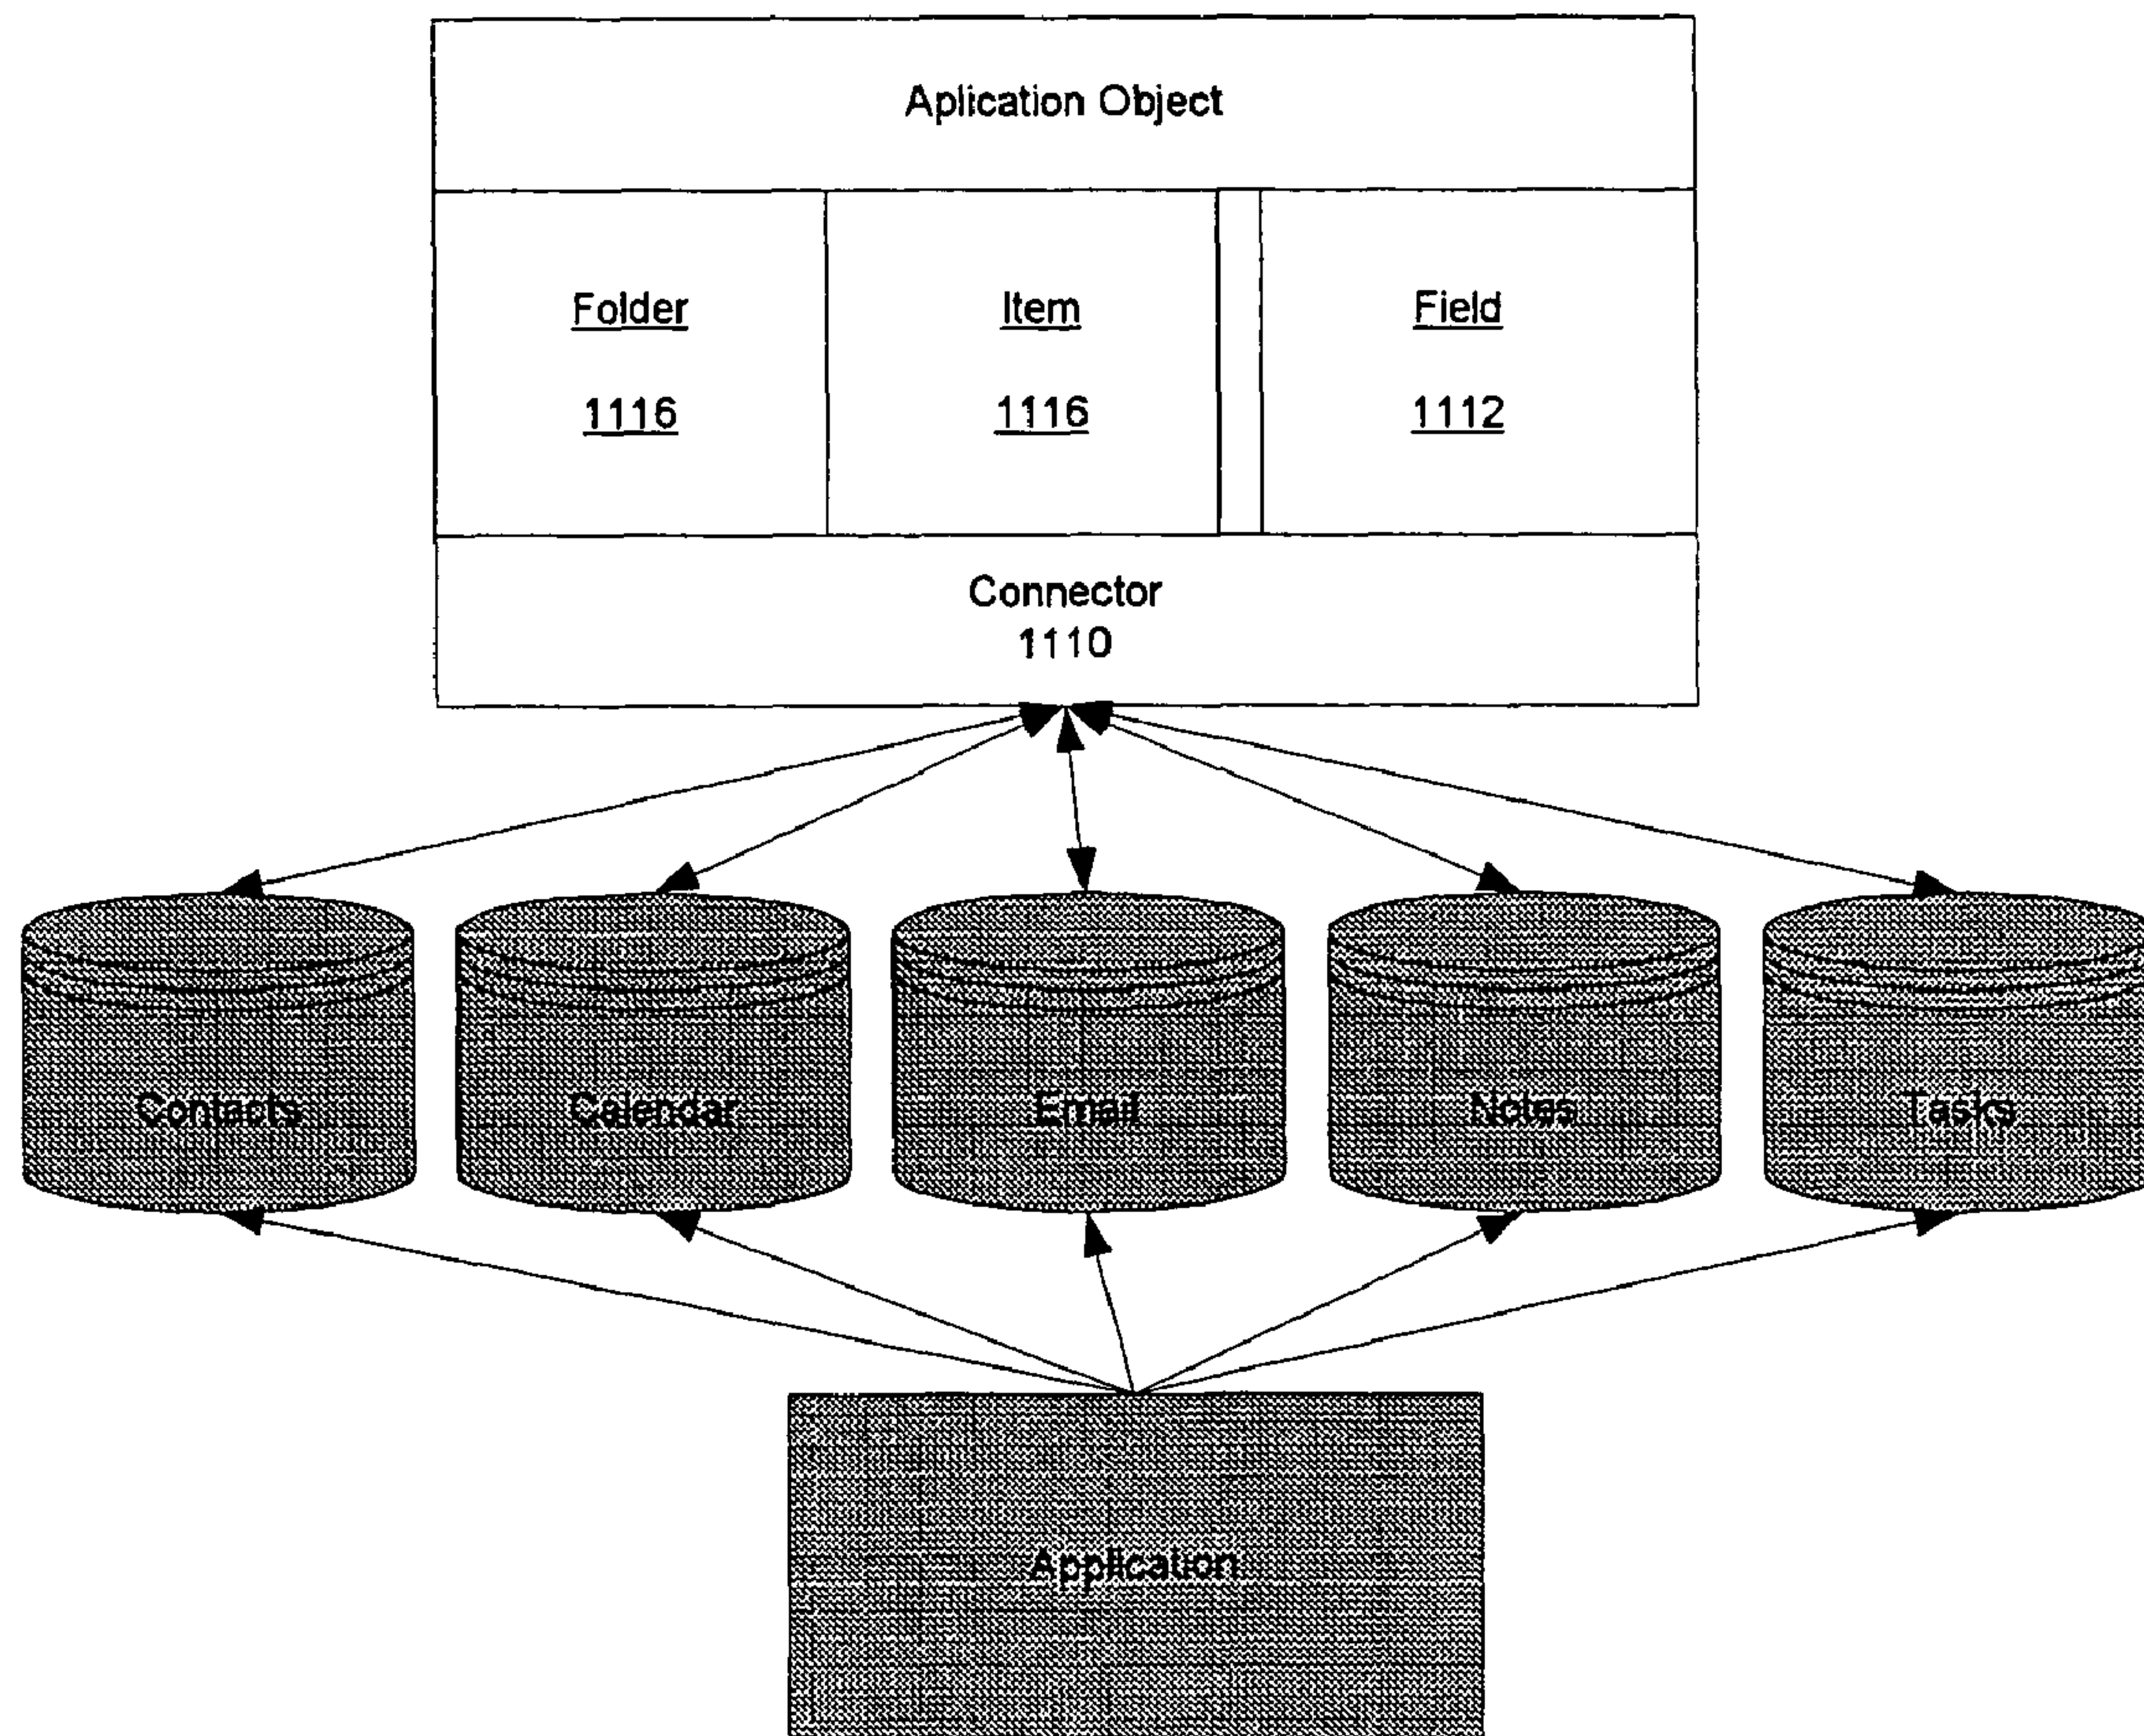 Aplication Object
Folder
Item
Field
1116
1116
1112
Connector
1110
Contacts
Calendar
Email
Notes
Tasks
Application